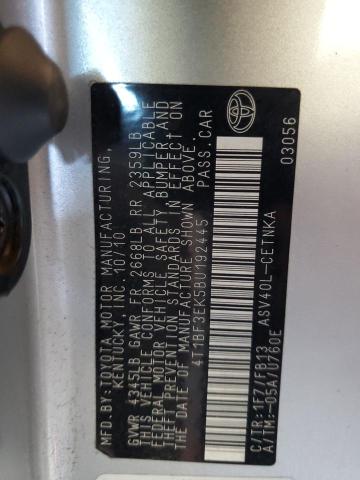 MFD. BY: TOYOTA MOTOR MANUFACTURING,
KENTUCKY, INC. 10/10
GVWR 4345LB GAWR FR 2668LB RR 2359LB
THIS VEHICLE CONFORMS TO ALL APPLICABLE
FEDERAL MOTOR VEHICLE SAFETY, BUMPER, AND
THEFT PREVENTION STANDARDS IN EFFECT ON
THE DATE OF MANUFACTURE SHOWN ABOVE.
4T1BF3EK5BU192445 PASS.CAR
C/TR:1F7/FB13 ASV40L-CETNKA
A/TM:-05A/U760E 03056